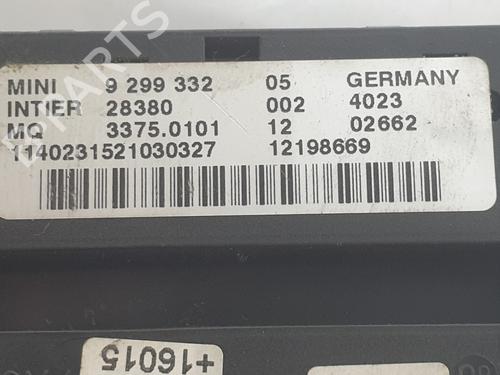 MINI 9 299 332 05 GERMANY
INTIER 28380 002 4023
MQ 3375.0101 12 02662
1140231521030327 12198669
+16015